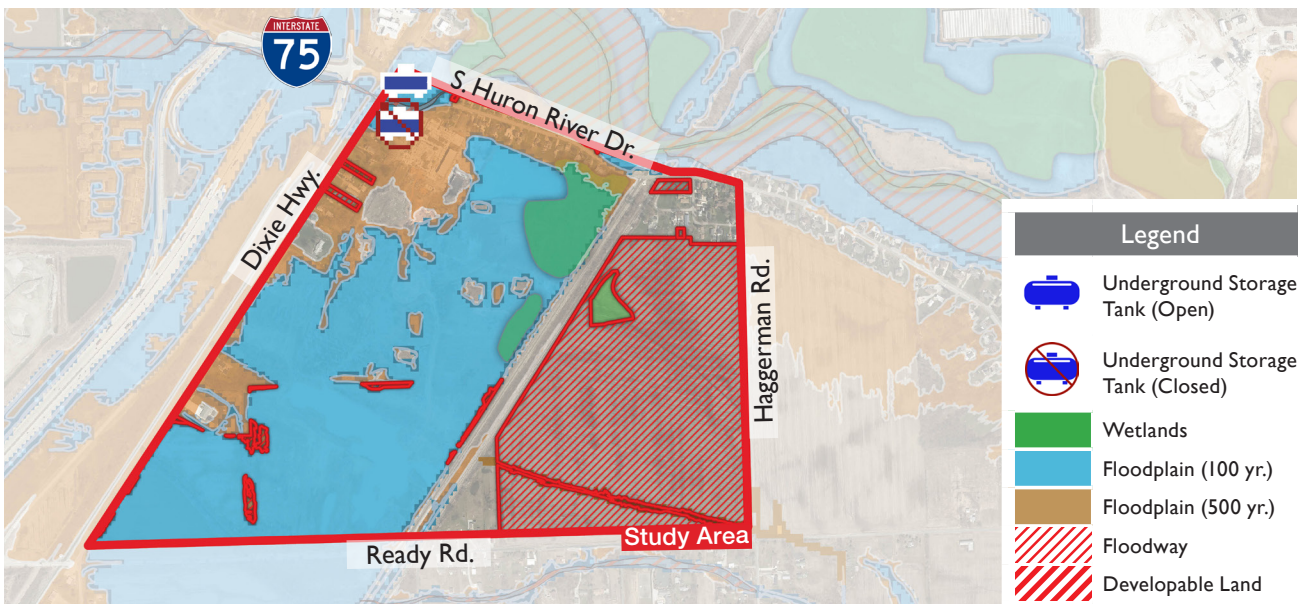 INTERSTATE
75
S. Huron River Dr.
Dixie Hwy.
Haggerman Rd.
Ready Rd.
Study Area
Legend
Underground Storage
Tank (Open)
Underground Storage
Tank (Closed)
Wetlands
Floodplain (100 yr.)
Floodplain (500 yr.)
Floodway
Developable Land